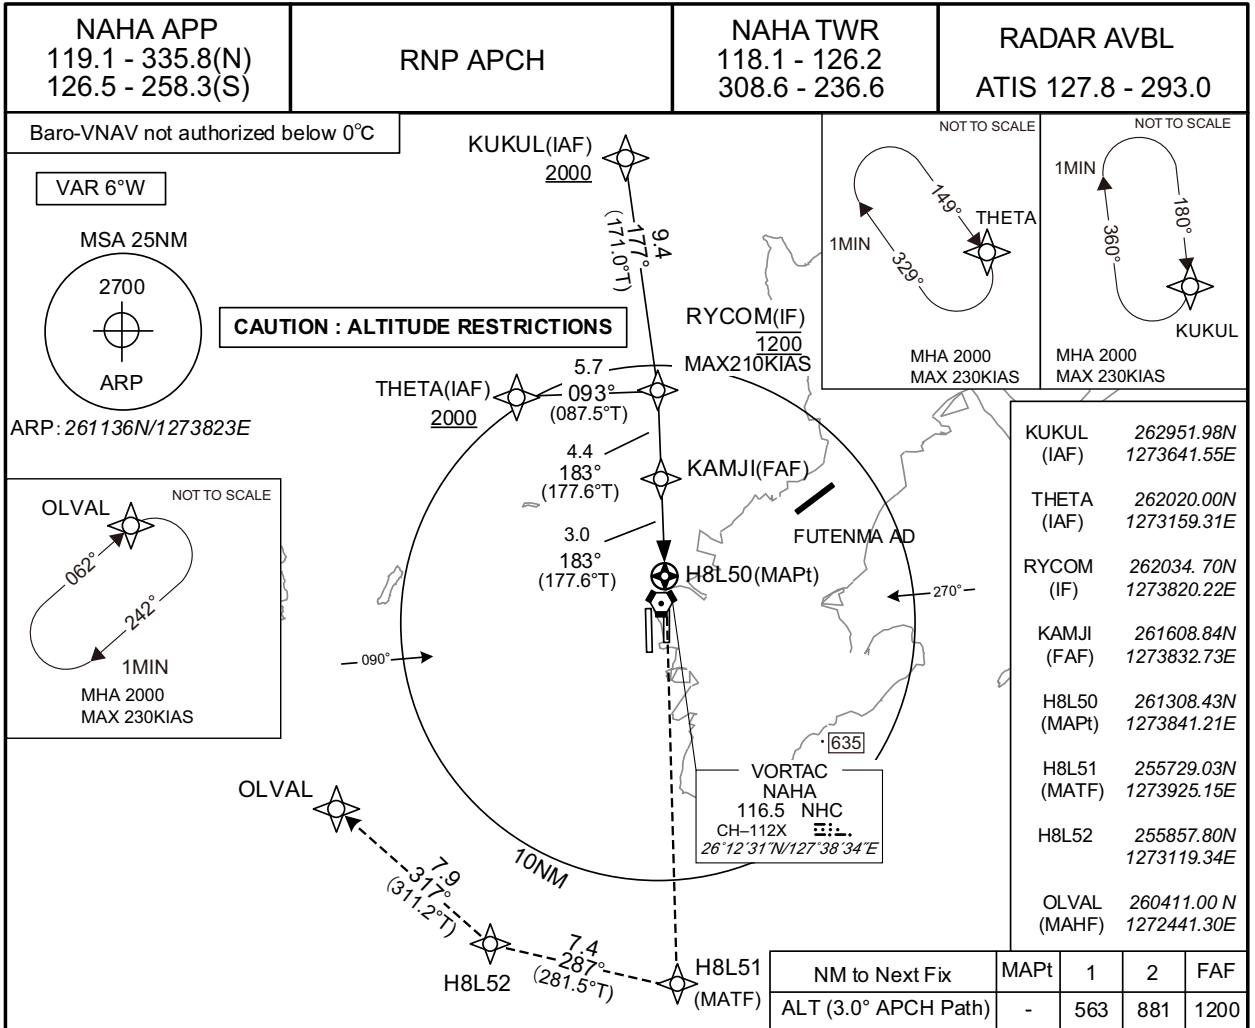 NAHA APP
119.1 - 335.8(N)
126.5 - 258.3(S)
RNP APCH
NAHA TWR
118.1 - 126.2
308.6 - 236.6
RADAR AVBL
ATIS 127.8 - 293.0
Baro-VNAV not authorized below 0°C
VAR 6°W
MSA 25NM
2700
ARP
ARP: 261136N/1273823E
CAUTION : ALTITUDE RESTRICTIONS
KUKUL(IAF)
2000
9.4
177°
(171.0°T)
RYCOM(IF)
1200
MAX210KIAS
THETA(IAF)
2000
5.7
093°
(087.5°T)
4.4
183°
(177.6°T)
KAMJI(FAF)
3.0
183°
(177.6°T)
FUTENMA AD
H8L50(MAPt)
270°
090°
635
VORTAC
NAHA
116.5 NHC
CH–112X
26°12´31˝N/127°38´34˝E
10NM
OLVAL
7.9
317°
(311.2°T)
H8L52
7.4
287°
(281.5°T)
H8L51
(MATF)
NOT TO SCALE
149°
THETA
1MIN
329°
MHA 2000
MAX 230KIAS
NOT TO SCALE
1MIN
180°
360°
KUKUL
MHA 2000
MAX 230KIAS
NOT TO SCALE
OLVAL
062°
242°
1MIN
MHA 2000
MAX 230KIAS
KUKUL 262951.98N
(IAF) 1273641.55E
THETA 262020.00N
(IAF) 1273159.31E
RYCOM 262034. 70N
(IF) 1273820.22E
KAMJI 261608.84N
(FAF) 1273832.73E
H8L50 261308.43N
(MAPt) 1273841.21E
H8L51 255729.03N
(MATF) 1273925.15E
H8L52 255857.80N
1273119.34E
OLVAL 260411.00 N
(MAHF) 1272441.30E
NM to Next Fix MAPt 1 2 FAF
ALT (3.0° APCH Path) - 563 881 1200